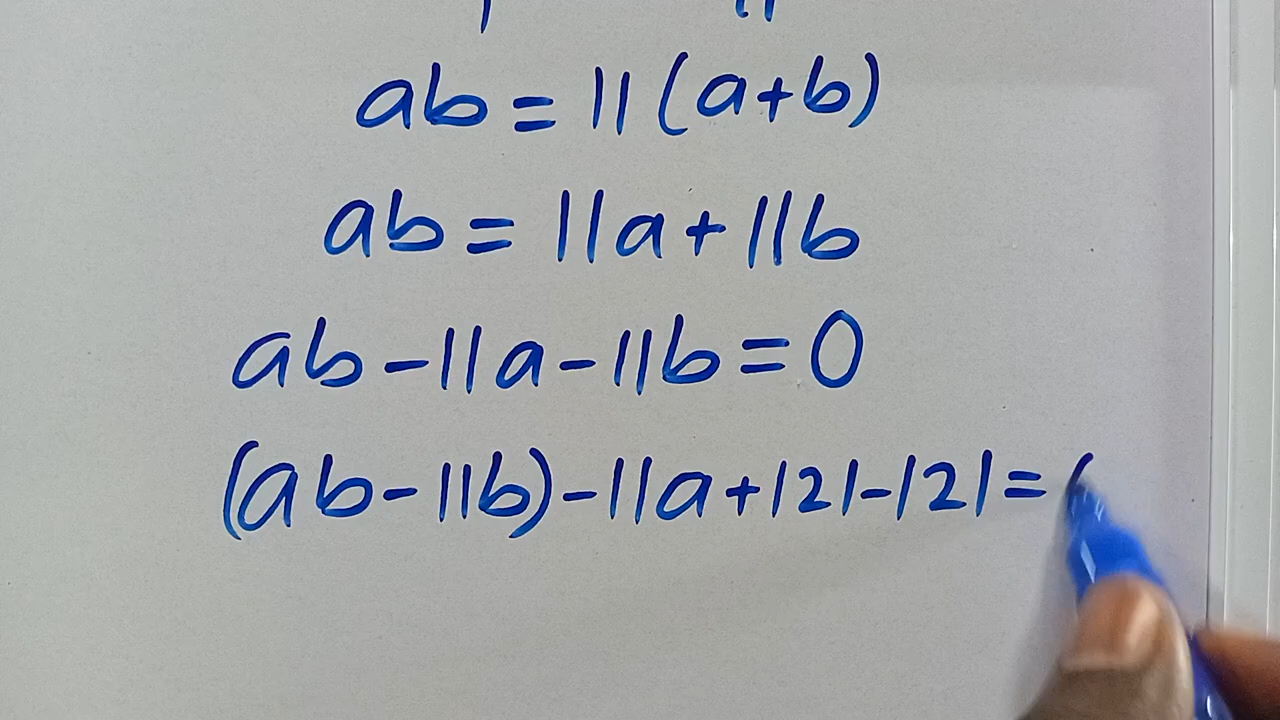 ab = 11(a+b)
ab = 11a + 11b
ab - 11a - 11b = 0
(ab - 11b) - 11a + 121 - 121 =